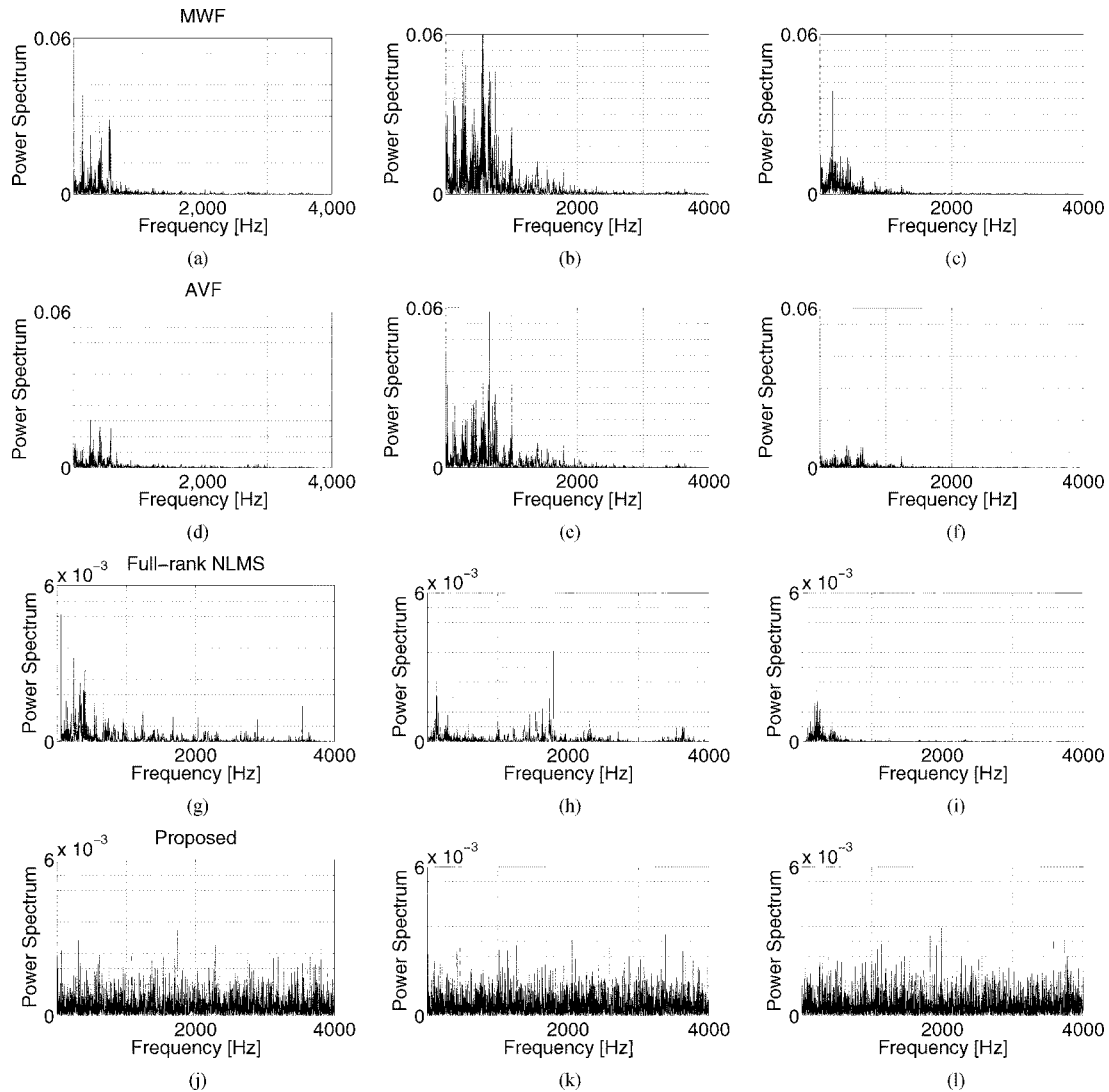 MWF
0.06
Power Spectrum
0
2,000
4,000
Frequency [Hz]
(a)
0.06
Power Spectrum
0
2000
4000
Frequency [Hz]
(b)
0.06
Power Spectrum
0
2000
4000
Frequency [Hz]
(c)
AVF
0.06
Power Spectrum
0
2,000
4,000
Frequency [Hz]
(d)
0.06
Power Spectrum
0
2000
4000
Frequency [Hz]
(e)
0.06
Power Spectrum
0
2000
4000
Frequency [Hz]
(f)
Full-rank NLMS
6 x 10⁻³
Power Spectrum
0
2000
4000
Frequency [Hz]
(g)
6 x 10⁻³
Power Spectrum
0
2000
4000
Frequency [Hz]
(h)
6 x 10⁻³
Power Spectrum
0
2000
4000
Frequency [Hz]
(i)
Proposed
6 x 10⁻³
Power Spectrum
0
2000
4000
Frequency [Hz]
(j)
6 x 10⁻³
Power Spectrum
0
2000
4000
Frequency [Hz]
(k)
6 x 10⁻³
Power Spectrum
0
2000
4000
Frequency [Hz]
(l)